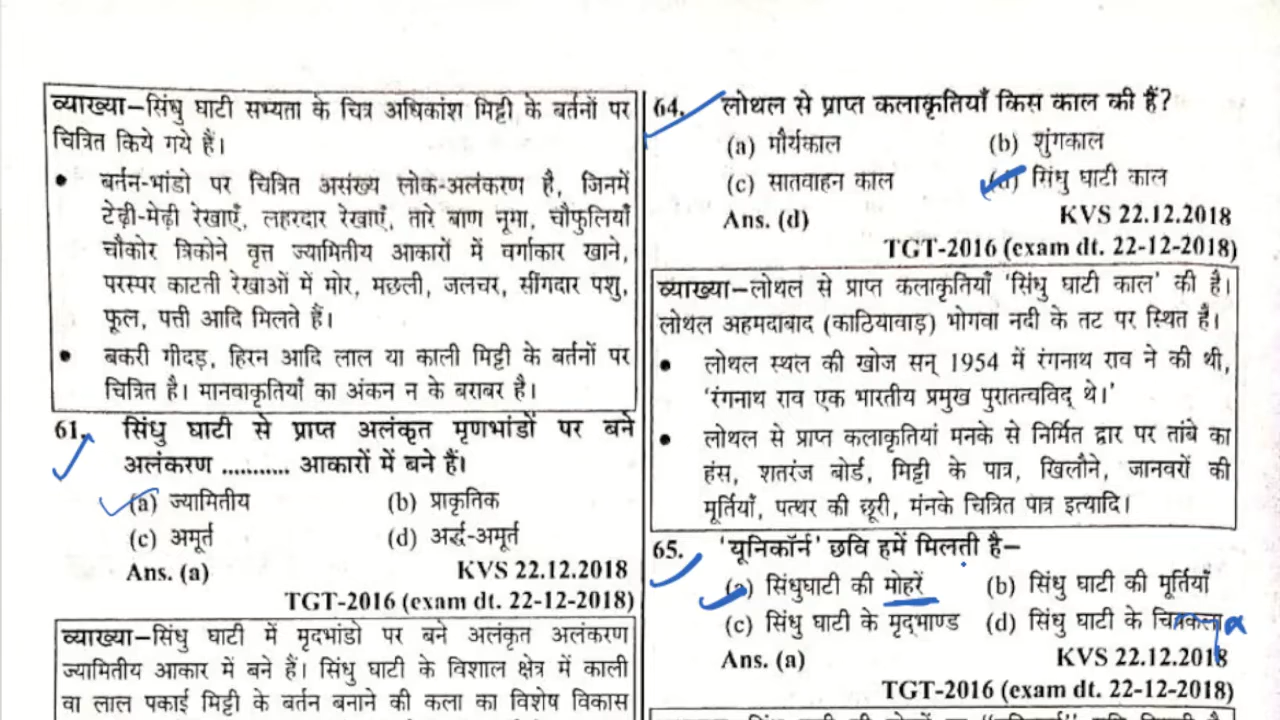 व्याख्या–सिंधु घाटी सभ्यता के चित्र अधिकांश मिट्टी के बर्तनों पर
चित्रित किये गये हैं।
• बर्तन-भांडो पर चित्रित असंख्य लोक-अलंकरण है, जिनमें
टेढ़ी-मेढ़ी रेखाएँ, लहरदार रेखाएँ, तारे बाण नूमा, चौफुलियाँ
चौकोर त्रिकोने वृत्त ज्यामितीय आकारों में वर्गाकार खाने,
परस्पर काटती रेखाओं में मोर, मछली, जलचर, सींगदार पशु,
फूल, पत्ती आदि मिलते हैं।
• बकरी गीदड़, हिरन आदि लाल या काली मिट्टी के बर्तनों पर
चित्रित है। मानवाकृतियाँ का अंकन न के बराबर है।
61. सिंधु घाटी से प्राप्त अलंकृत मृणभांडों पर बने
अलंकरण ........... आकारों में बने हैं।
(a) ज्यामितीय (b) प्राकृतिक
(c) अमूर्त (d) अर्द्ध-अमूर्त
Ans. (a) KVS 22.12.2018
TGT-2016 (exam dt. 22-12-2018)
व्याख्या–सिंधु घाटी में मृदभांडो पर बने अलंकृत अलंकरण
ज्यामितीय आकार में बने हैं। सिंधु घाटी के विशाल क्षेत्र में काली
वा लाल पकाई मिट्टी के बर्तन बनाने की कला का विशेष विकास
64. लोथल से प्राप्त कलाकृतियाँ किस काल की हैं?
(a) मौर्यकाल (b) शुंगकाल
(c) सातवाहन काल (d) सिंधु घाटी काल
Ans. (d) KVS 22.12.2018
TGT-2016 (exam dt. 22-12-2018)
व्याख्या–लोथल से प्राप्त कलाकृतियाँ 'सिंधु घाटी काल' की है।
लोथल अहमदाबाद (काठियावाड़) भोगवा नदी के तट पर स्थित है।
• लोथल स्थल की खोज सन् 1954 में रंगनाथ राव ने की थी,
'रंगनाथ राव एक भारतीय प्रमुख पुरातत्वविद् थे।'
• लोथल से प्राप्त कलाकृतियां मनके से निर्मित द्वार पर तांबे का
हंस, शतरंज बोर्ड, मिट्टी के पात्र, खिलौने, जानवरों की
मूर्तियाँ, पत्थर की छूरी, मंनके चित्रित पात्र इत्यादि।
65. 'यूनिकॉर्न' छवि हमें मिलती है–
(a) सिंधुघाटी की मोहरें (b) सिंधु घाटी की मूर्तियाँ
(c) सिंधु घाटी के मृद्भाण्ड (d) सिंधु घाटी के चित्रकला
Ans. (a) KVS 22.12.2018
TGT-2016 (exam dt. 22-12-2018)